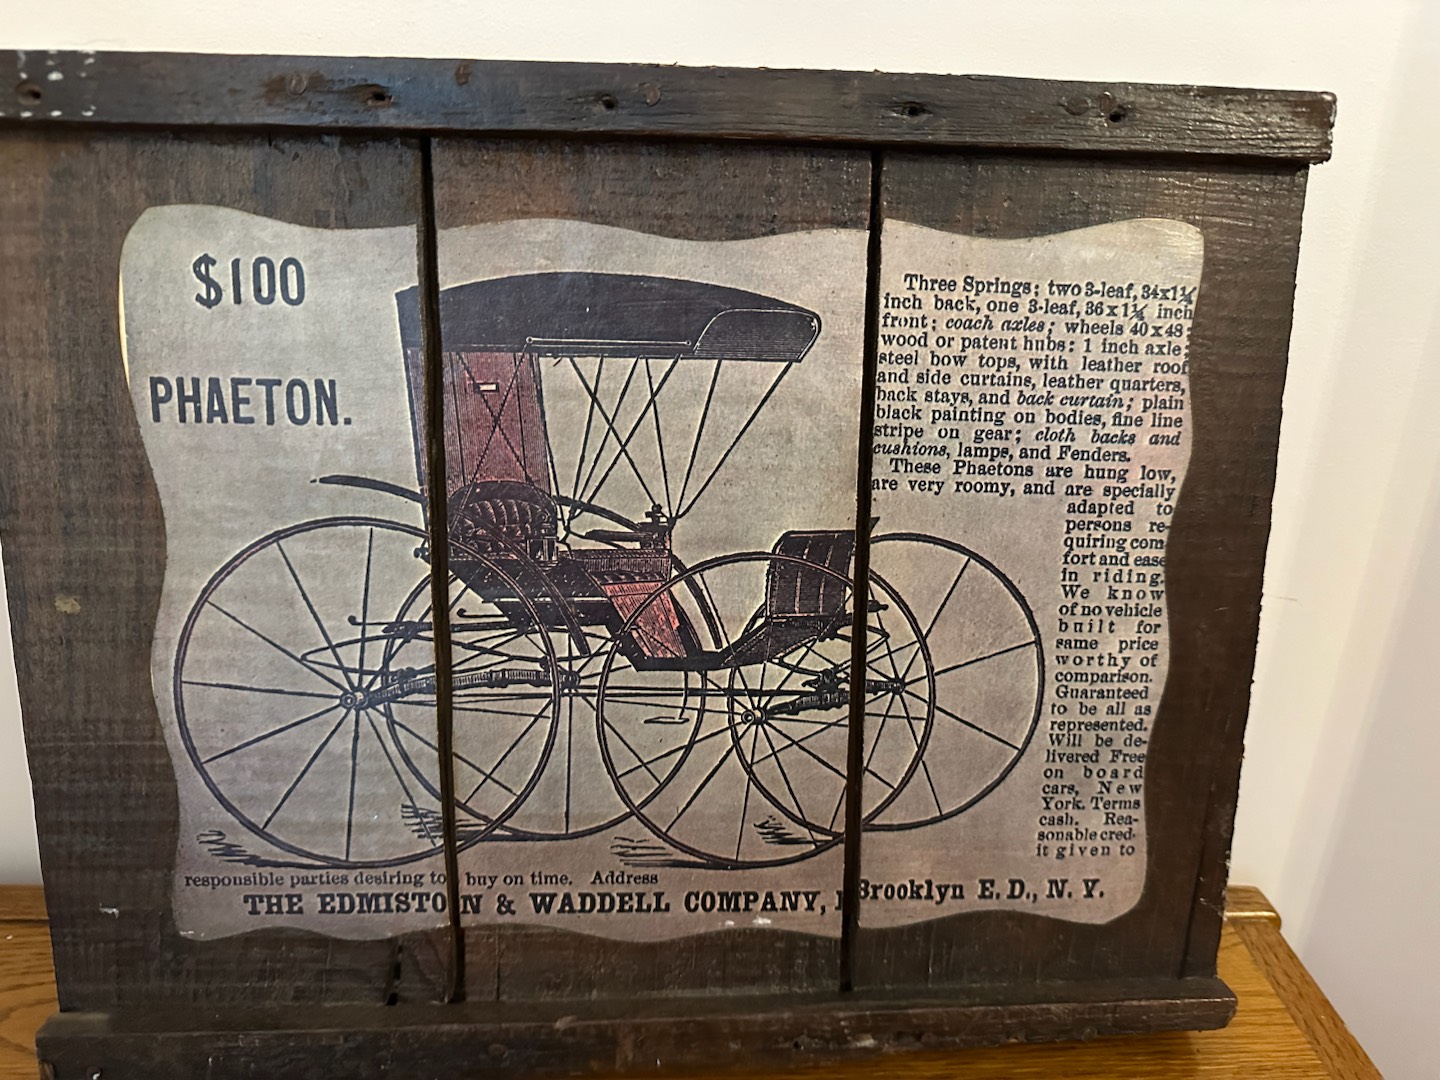 $100
PHAETON.
Three Springs; two 3-leaf, 34x1¼
inch back, one 3-leaf, 36x1¼ inch
front; coach axles; wheels 40x48;
wood or patent hubs: 1 inch axle;
steel bow tops, with leather roof
and side curtains, leather quarters,
back stays, and back curtain; plain
black painting on bodies, fine line
stripe on gear; cloth backs and
cushions, lamps, and Fenders.
These Phaetons are hung low,
are very roomy, and are specially
adapted to
persons re-
quiring com
fort and ease
in riding.
We know
of no vehicle
built for
same price
worthy of
comparison.
Guaranteed
to be all as
represented.
Will be de-
livered Free
on board
cars, New
York. Terms
cash. Rea-
sonable cred-
it given to
responsible parties desiring to buy on time. Address
THE EDMISTON & WADDELL COMPANY, Brooklyn E. D., N. Y.